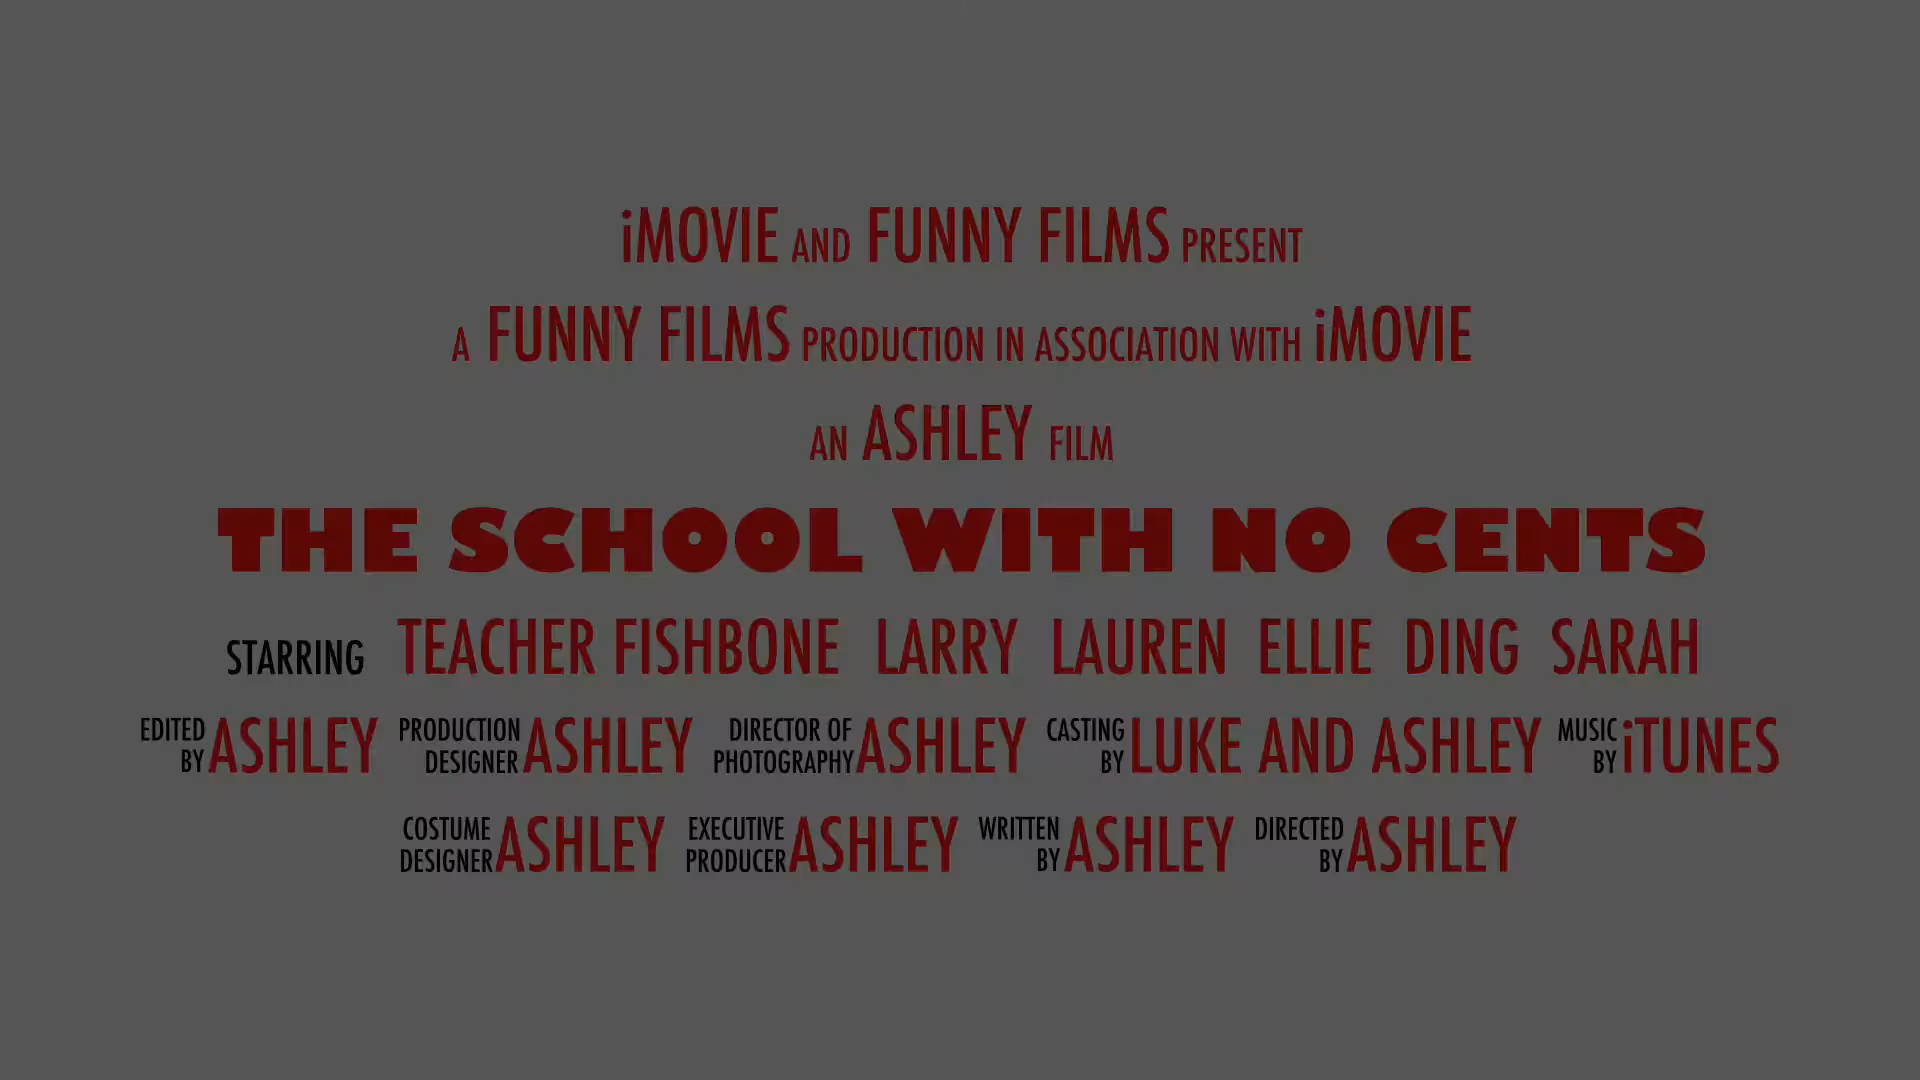 iMOVIE AND FUNNY FILMS PRESENT
A FUNNY FILMS PRODUCTION IN ASSOCIATION WITH iMOVIE
AN ASHLEY FILM
THE SCHOOL WITH NO CENTS
STARRING TEACHER FISHBONE LARRY LAUREN ELLIE DING SARAH
EDITED BY ASHLEY PRODUCTION DESIGNER ASHLEY DIRECTOR OF PHOTOGRAPHY ASHLEY CASTING BY LUKE AND ASHLEY MUSIC BY iTUNES
COSTUME DESIGNER ASHLEY EXECUTIVE PRODUCER ASHLEY WRITTEN BY ASHLEY DIRECTED BY ASHLEY